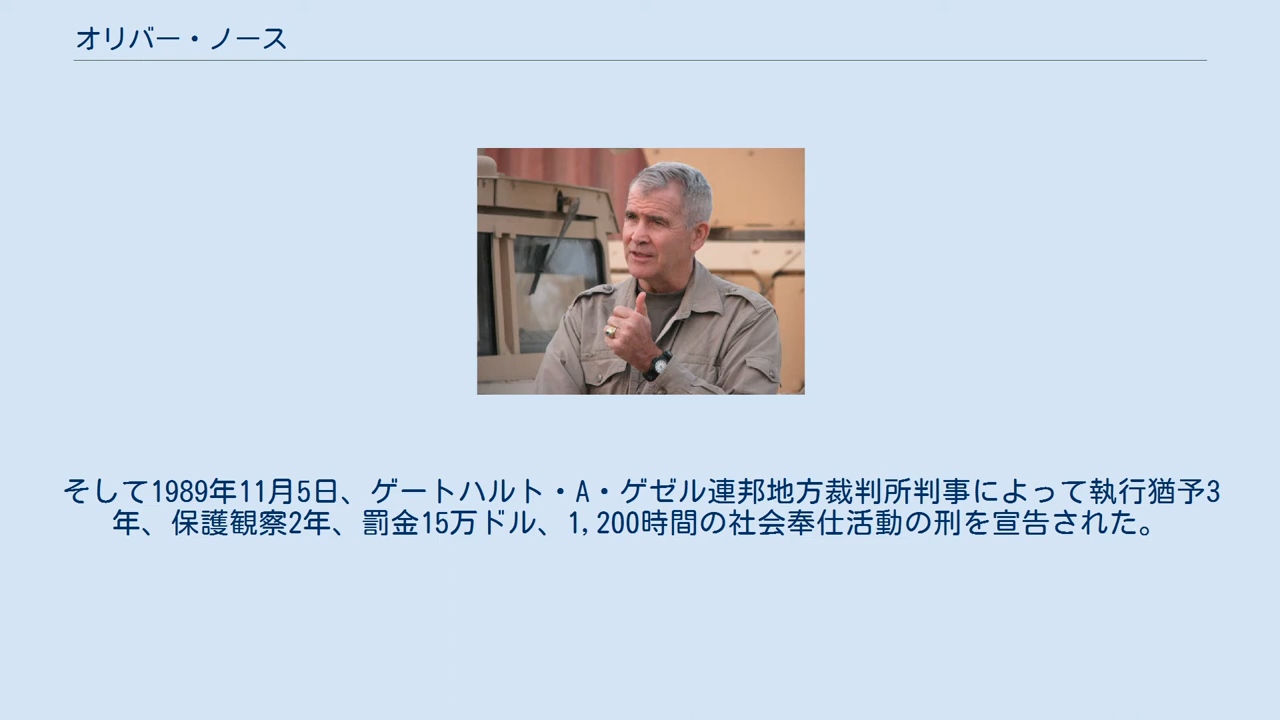 オリバー・ノース
そして1989年11月5日、ゲートハルト・A・ゲゼル連邦地方裁判所判事によって執行猶予3
年、保護観察2年、罰金15万ドル、1,200時間の社会奉仕活動の刑を宣告された。